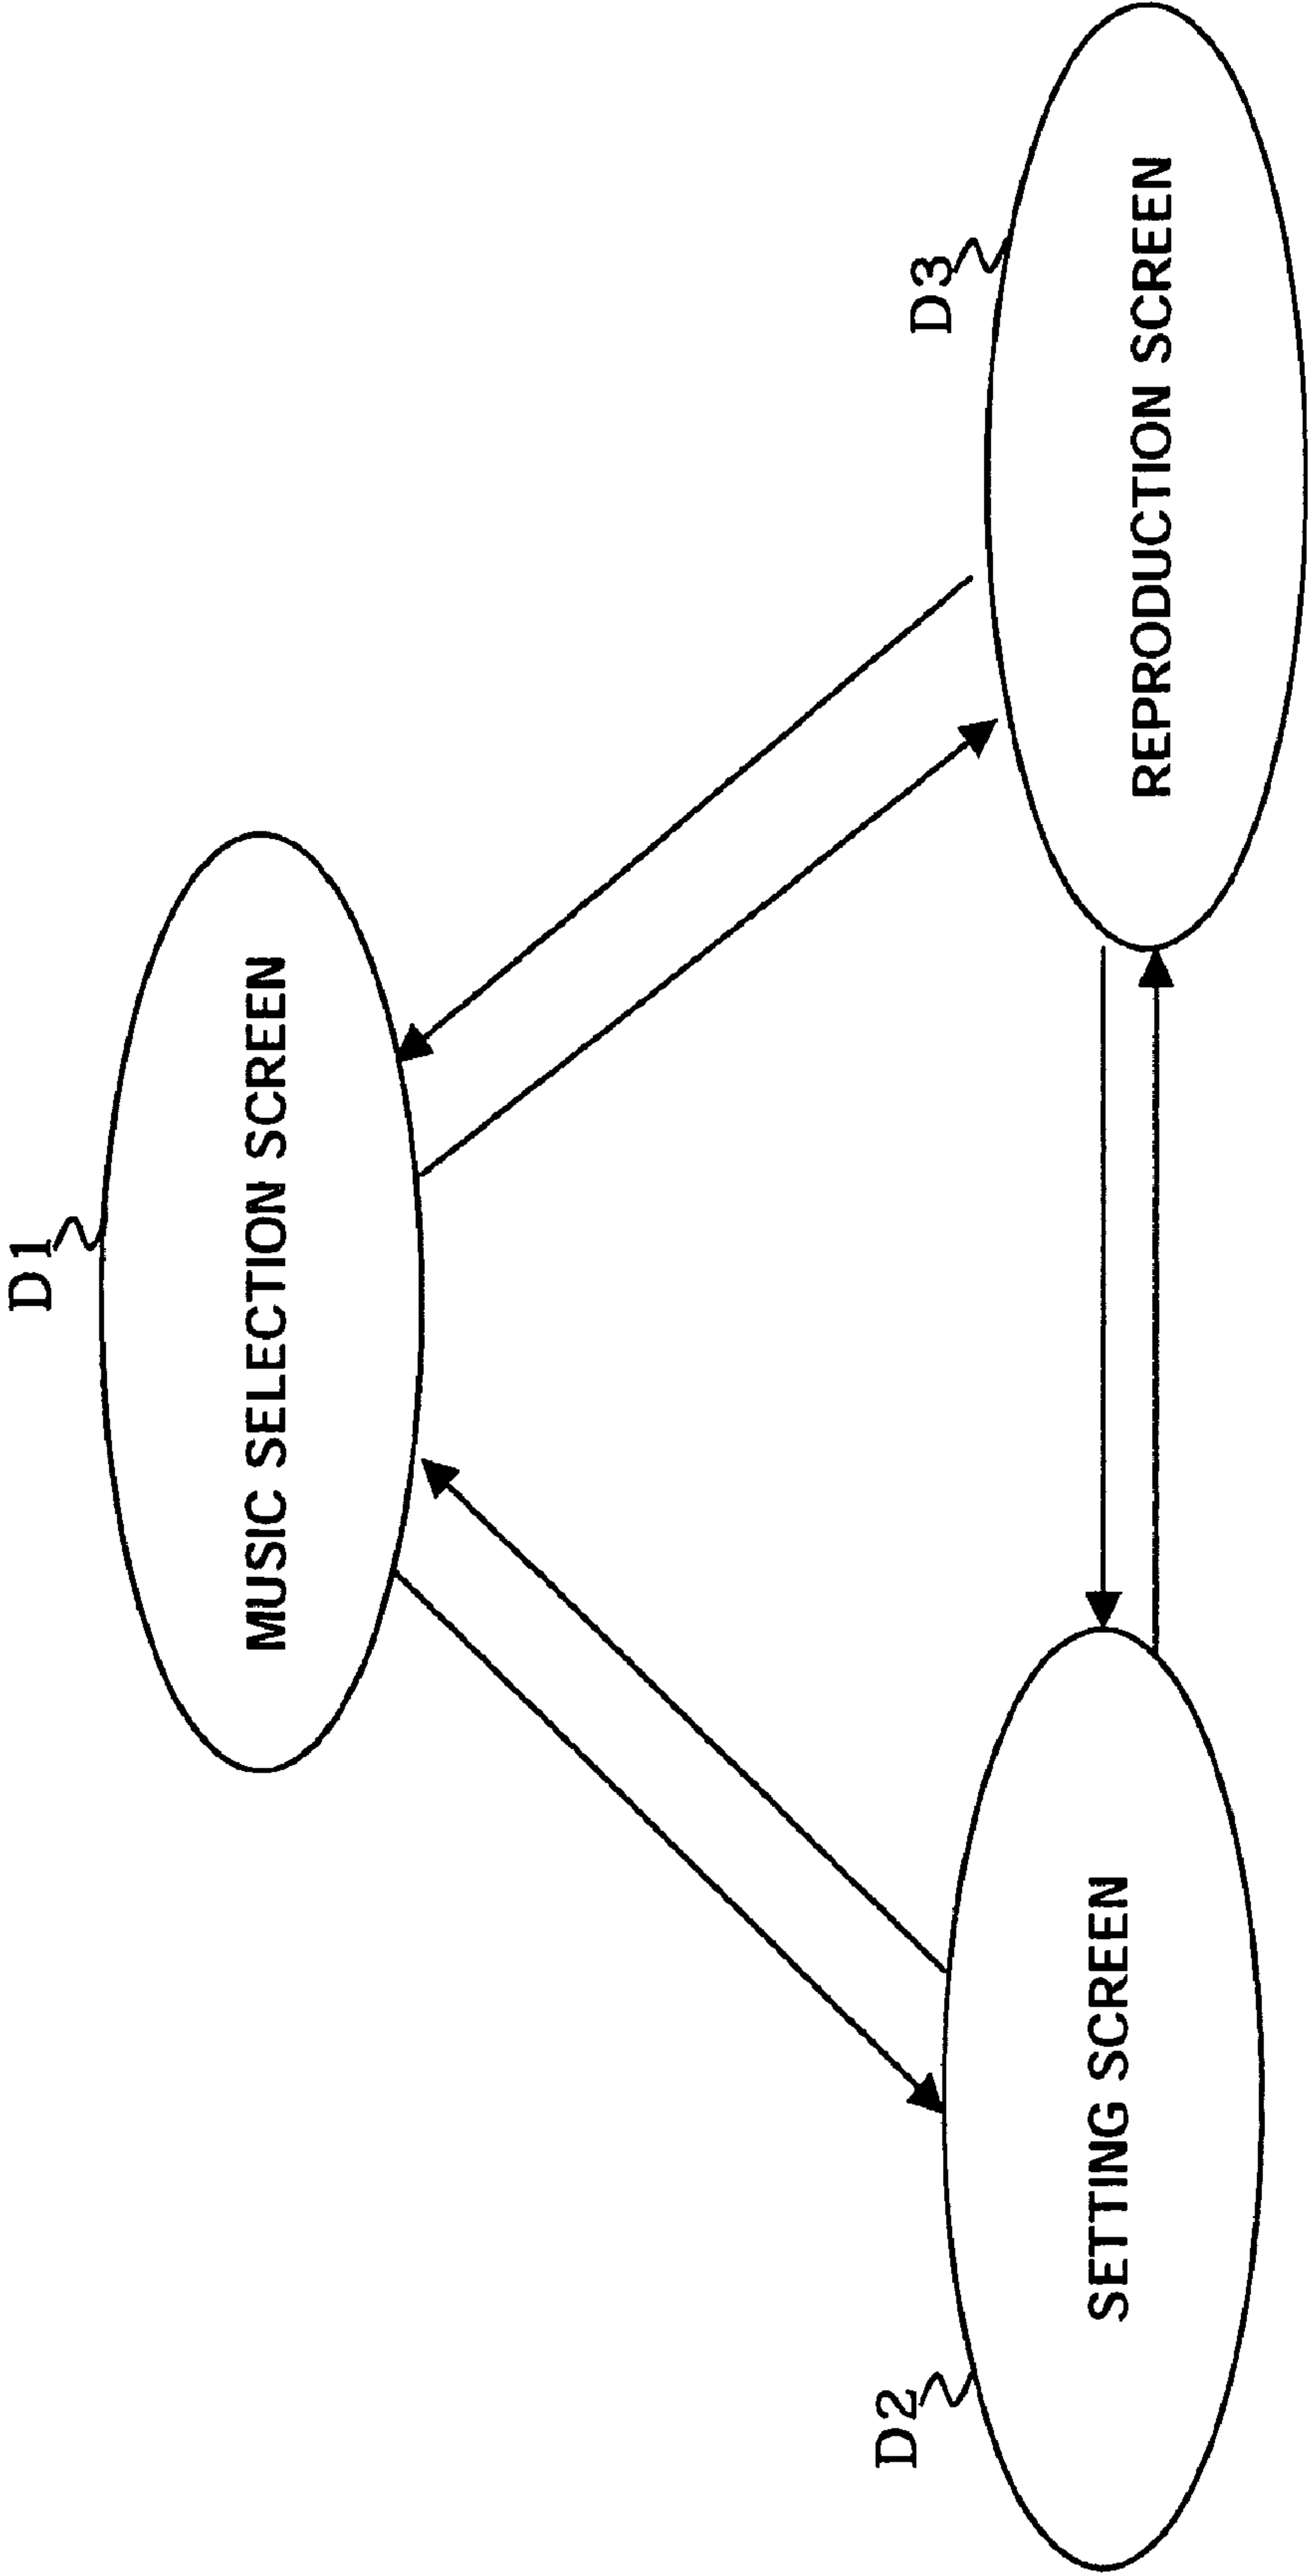 D1
MUSIC SELECTION SCREEN
D2
SETTING SCREEN
D3
REPRODUCTION SCREEN